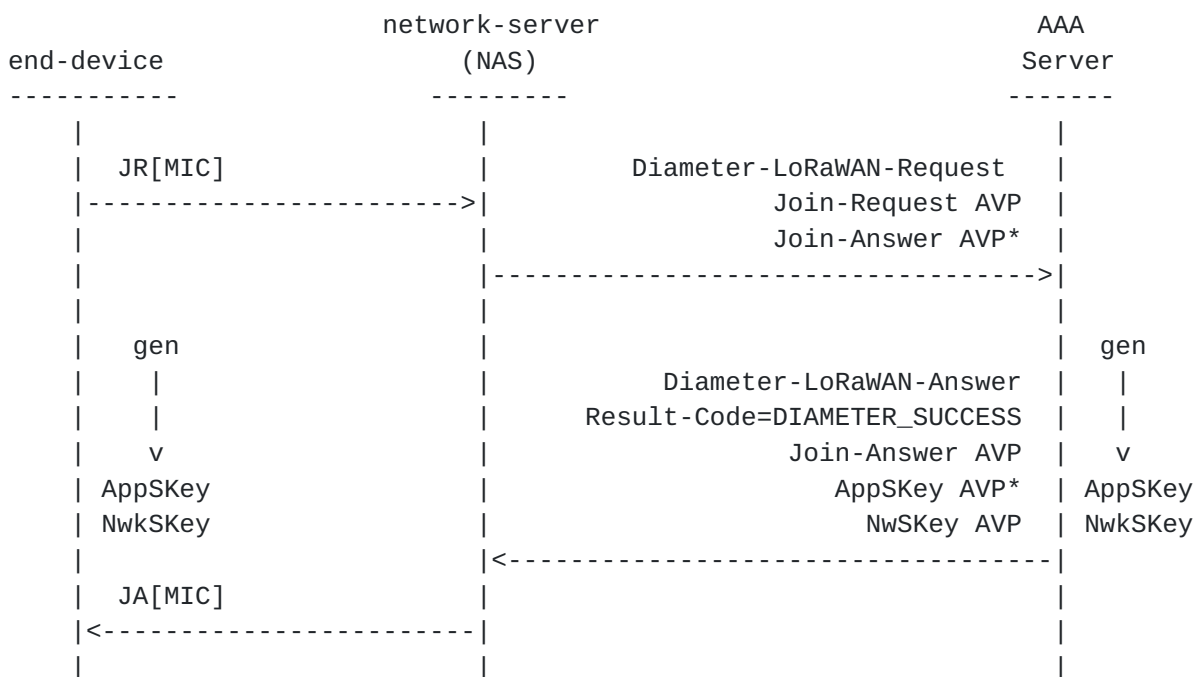 network-server AAA
end-device (NAS) Server
----------- --------- -------
JR[MIC] Diameter-LoRaWAN-Request
Join-Request AVP
Join-Answer AVP*
gen gen
Diameter-LoRaWAN-Answer
Result-Code=DIAMETER_SUCCESS
v Join-Answer AVP v
AppSKey AppSKey AVP* AppSKey
NwkSKey NwSKey AVP NwkSKey
JA[MIC]